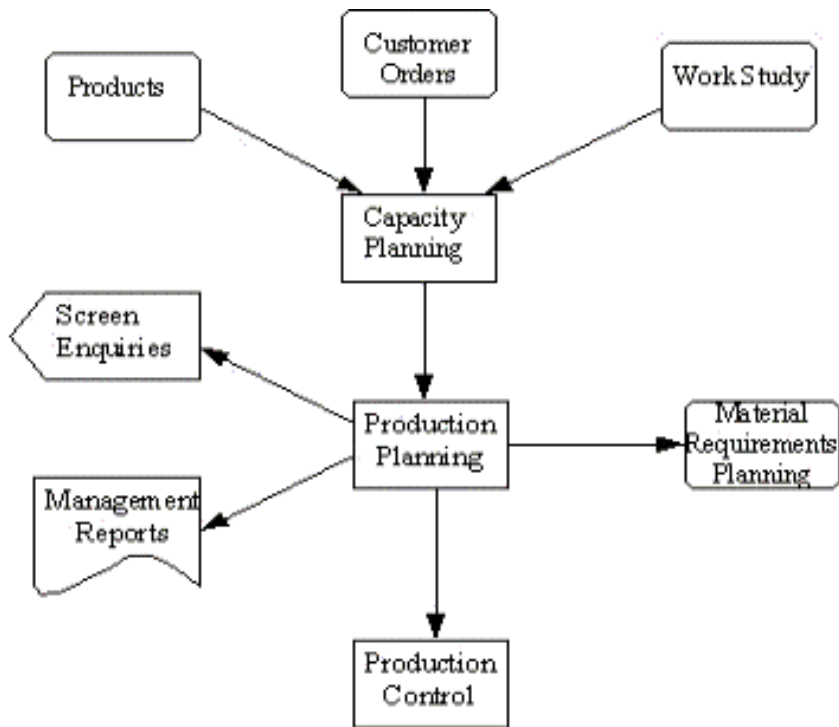 Customer
Orders
Products
Work Study
Capacity
Planning
Screen
Enquiries
Production
Planning
Material
Requirements
Planning
Management
Reports
Production
Control